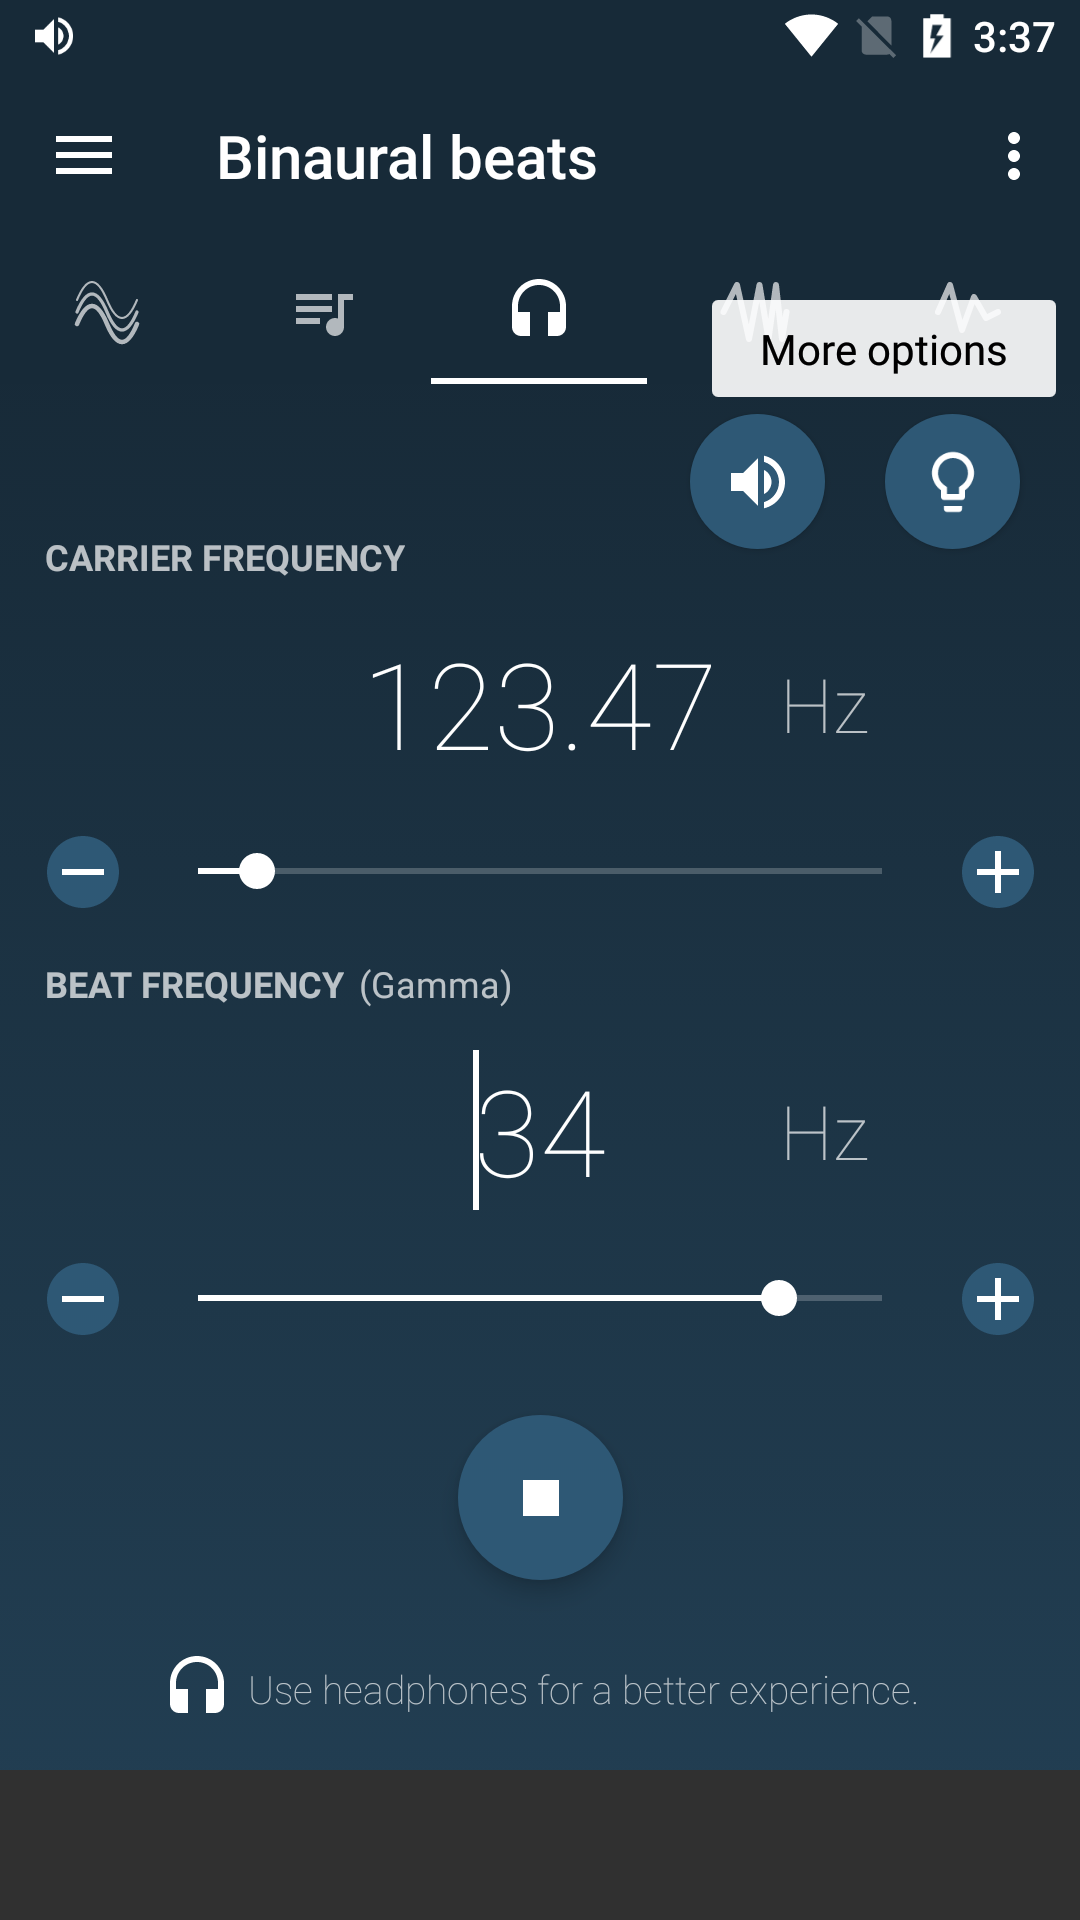 3:37
Binaural beats
More options
CARRIER FREQUENCY
123.47 Hz
BEAT FREQUENCY (Gamma)
34 Hz
Use headphones for a better experience.